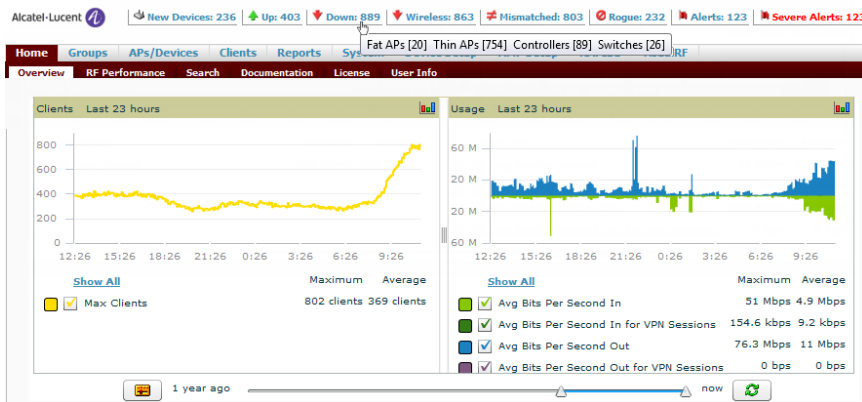 Alcatel-Lucent New Devices: 236 Up: 403 Down: 889 Wireless: 863 Mismatched: 803 Rogue: 232 Alerts: 123 Severe Alerts: 123
Fat APs [20] Thin APs [754] Controllers [89] Switches [26]
Home Groups APs/Devices Clients Reports RF
Overview RF Performance Search Documentation License User Info
Clients Last 23 hours
800
600
400
200
0
12:26 15:26 18:26 21:26 0:26 3:26 6:26 9:26
Show All Maximum Average
Max Clients 802 clients 369 clients
Usage Last 23 hours
60 M
20 M
20 M
60 M
12:26 15:26 18:26 21:26 0:26 3:26 6:26 9:26
Show All Maximum Average
Avg Bits Per Second In 51 Mbps 4.9 Mbps
Avg Bits Per Second In for VPN Sessions 154.6 kbps 9.2 kbps
Avg Bits Per Second Out 76.3 Mbps 11 Mbps
Avg Bits Per Second Out for VPN Sessions 0 bps 0 bps
1 year ago now